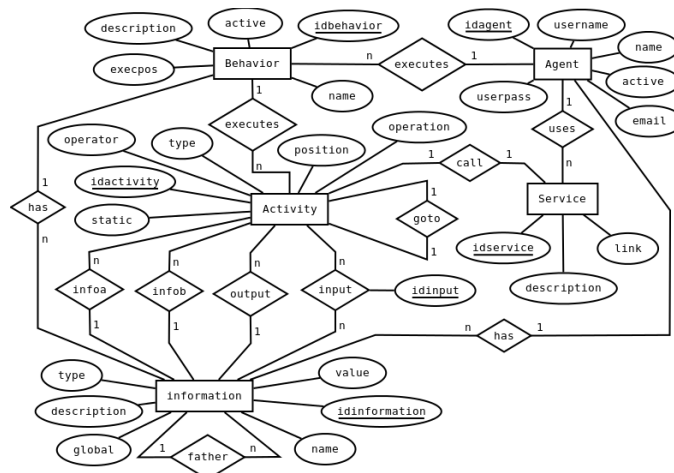 active
idbehavior
idagent
username
description
name
Behavior
n
executes
1
Agent
execpos
active
userpass
name
email
1
1
executes
type
operation
uses
operator
position
n
1
call
1
n
1
idactivity
1
has
Activity
goto
Service
static
n
1
link
idservice
n
n
n
n
infoa
infob
output
input
idinput
description
1
1
1
n
n
has
1
type
value
information
description
idinformation
global
1
n
name
father